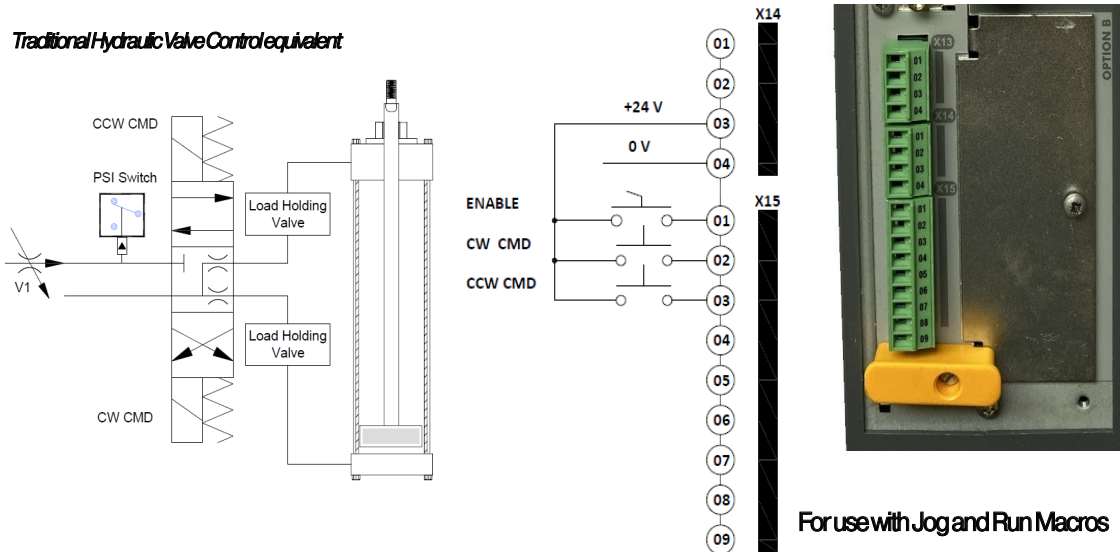 Traditional Hydraulic Valve Control equivalent
CCW CMD
PSI Switch
V1
CW CMD
Load Holding
Valve
Load Holding
Valve
X14
01
02
+24 V
03
0 V
04
X15
ENABLE
01
CW CMD
02
CCW CMD
03
04
05
06
07
08
09
OPTION B
X13
01
02
03
04
X14
01
02
03
04
X15
01
02
03
04
05
06
07
08
09
For use with Jog and Run Macros